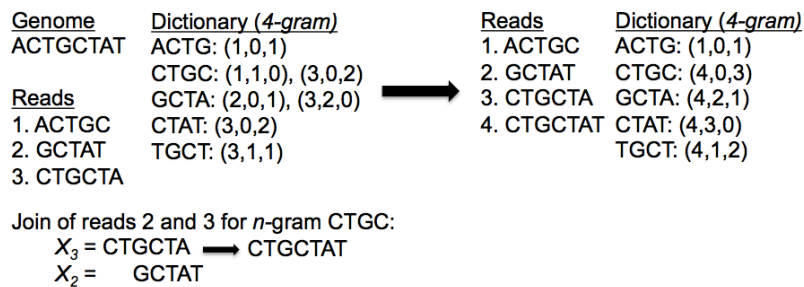 Genome
ACTGCTAT
Reads
1. ACTGC
2. GCTAT
3. CTGCTA
Dictionary (4-gram)
ACTG: (1,0,1)
CTGC: (1,1,0), (3,0,2)
GCTA: (2,0,1), (3,2,0)
CTAT: (3,0,2)
TGCT: (3,1,1)
Reads
1. ACTGC
2. GCTAT
3. CTGCTA
4. CTGCTAT
Dictionary (4-gram)
ACTG: (1,0,1)
CTGC: (4,0,3)
GCTA: (4,2,1)
CTAT: (4,3,0)
TGCT: (4,1,2)
Join of reads 2 and 3 for n-gram CTGC:
X3 = CTGCTA CTGCTAT
X2 = GCTAT